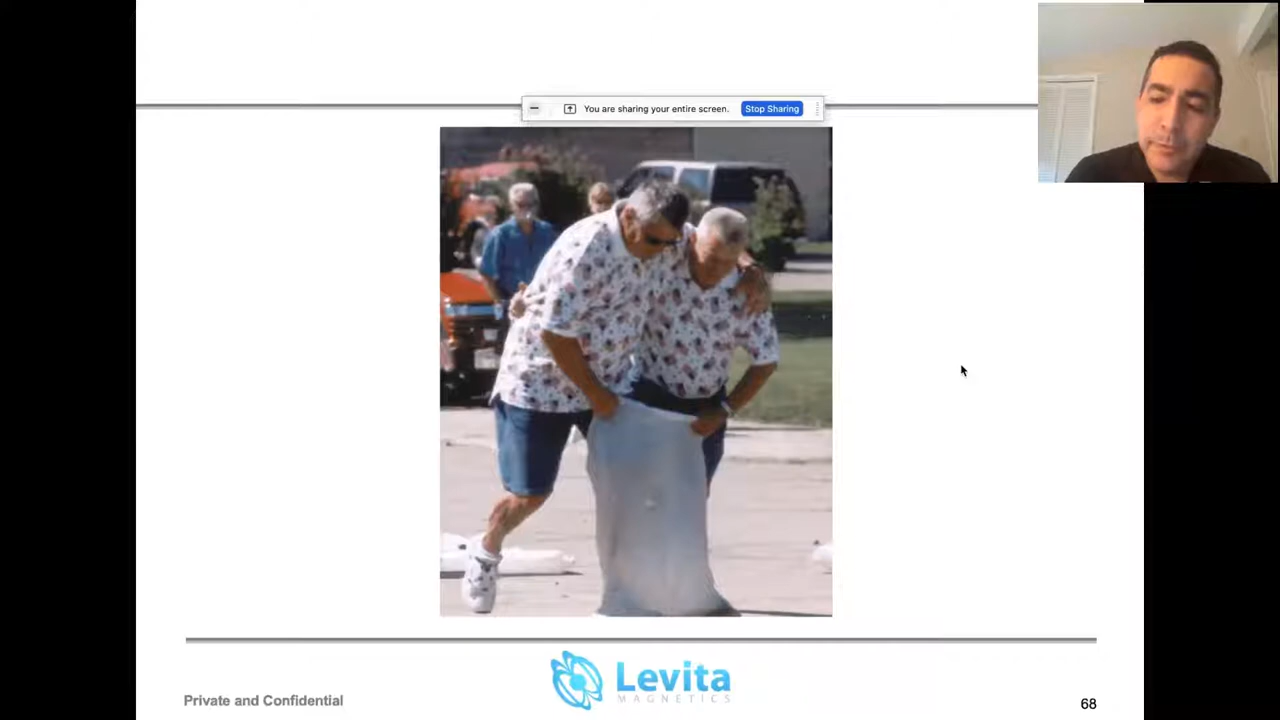 You are sharing your entire screen.
Stop Sharing
Levita
MAGNETICS
Private and Confidential
68